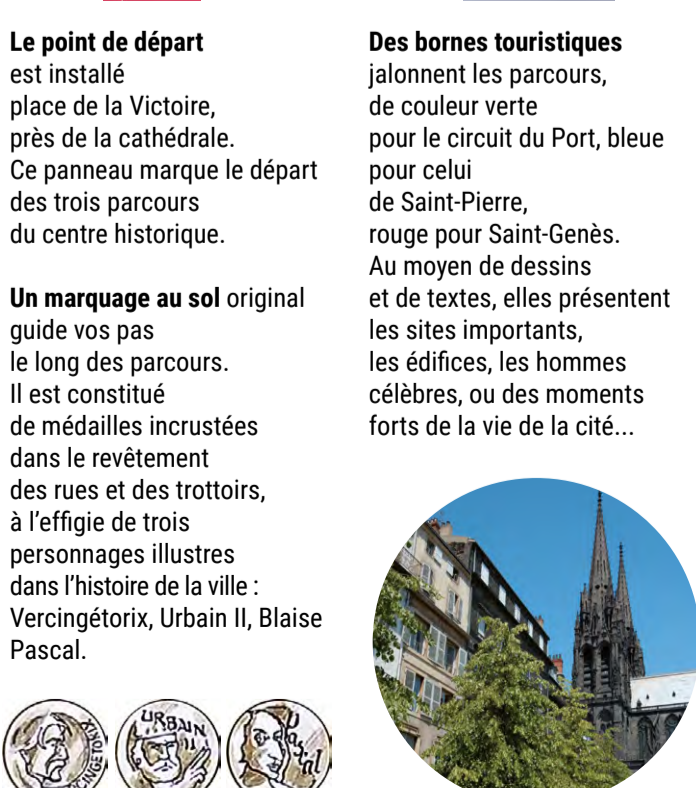 Le point de départ
est installé
place de la Victoire,
près de la cathédrale.
Ce panneau marque le départ
des trois parcours
du centre historique.
Un marquage au sol original
guide vos pas
le long des parcours.
Il est constitué
de médailles incrustées
dans le revêtement
des rues et des trottoirs,
à l’effigie de trois
personnages illustres
dans l’histoire de la ville :
Vercingétorix, Urbain II, Blaise
Pascal.
VERCINGETORIX
URBAIN
II
Pascal
Des bornes touristiques
jalonnent les parcours,
de couleur verte
pour le circuit du Port, bleue
pour celui
de Saint-Pierre,
rouge pour Saint-Genès.
Au moyen de dessins
et de textes, elles présentent
les sites importants,
les édifices, les hommes
célèbres, ou des moments
forts de la vie de la cité...